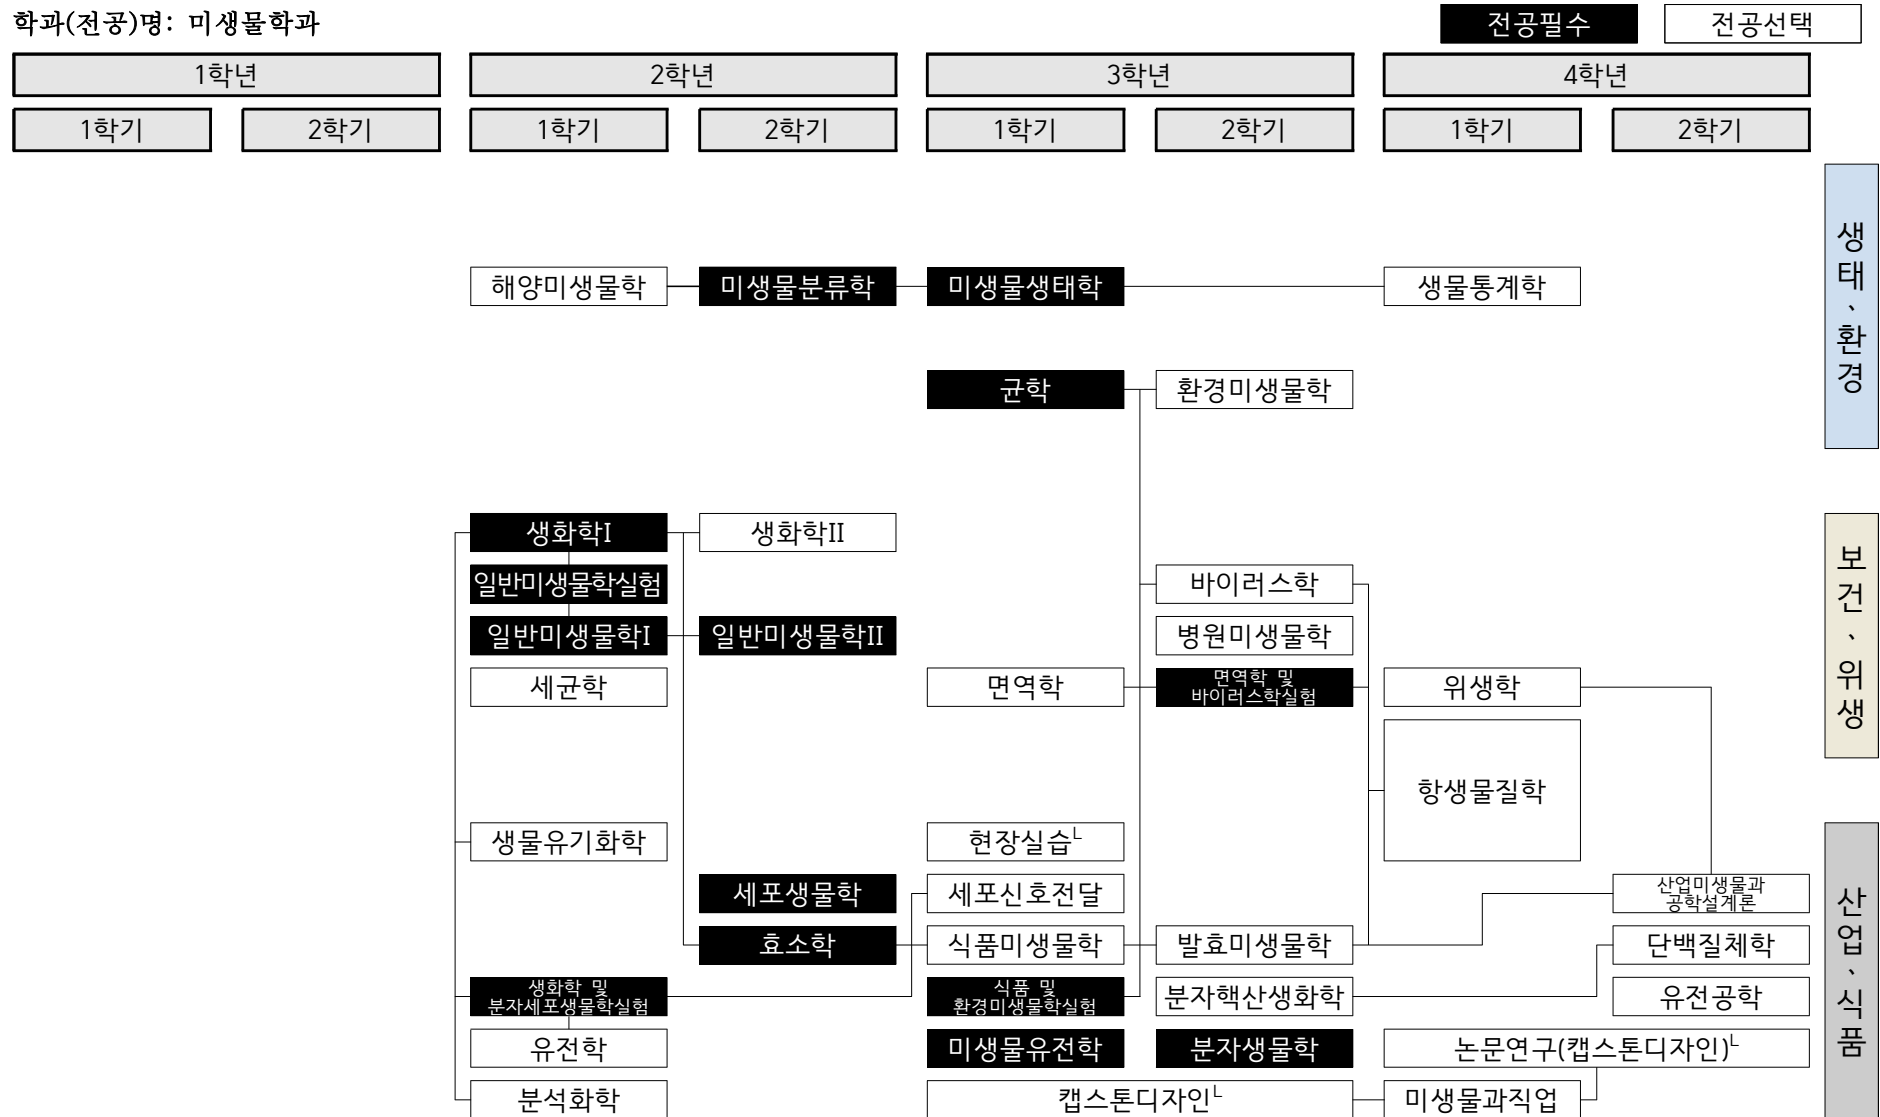 학과(전공)명: 미생물학과
전공필수
전공선택
1학년
2학년
3학년
4학년
1학기
2학기
1학기
2학기
1학기
2학기
1학기
2학기
생태、환경
해양미생물학
미생물분류학
미생물생태학
생물통계학
균학
환경미생물학
보건、위생
생화학I
생화학II
일반미생물학실험
바이러스학
일반미생물학I
일반미생물학II
병원미생물학
세균학
면역학
면역학 및
바이러스학실험
위생학
항생물질학
산업、식품
생물유기화학
현장실습└
세포생물학
세포신호전달
산업미생물과
공학설계론
효소학
식품미생물학
발효미생물학
단백질체학
생화학 및
분자세포생물학실험
식품 및
환경미생물학실험
분자핵산생화학
유전공학
유전학
미생물유전학
분자생물학
논문연구(캡스톤디자인)└
분석화학
캡스톤디자인└
미생물과직업